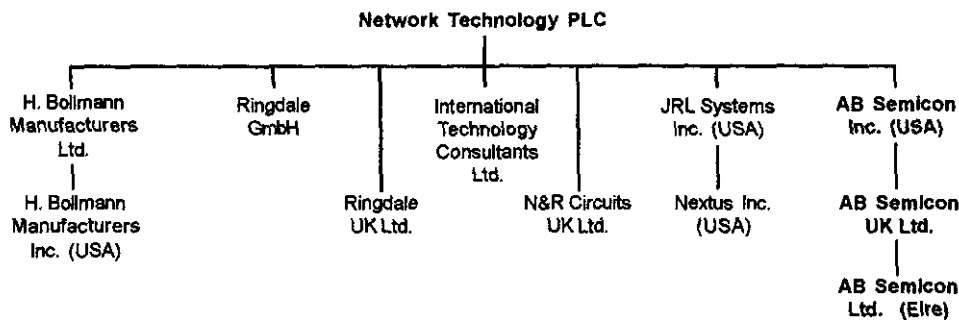 Network Technology PLC
H. Bollmann
Manufacturers
Ltd.
Ringdale
GmbH
International
Technology
Consultants
Ltd.
JRL Systems
Inc. (USA)
AB Semicon
Inc. (USA)
H. Bollmann
Manufacturers
Inc. (USA)
Ringdale
UK Ltd.
N&R Circuits
UK Ltd.
Nextus Inc.
(USA)
AB Semicon
UK Ltd.
AB Semicon
Ltd. (Eire)